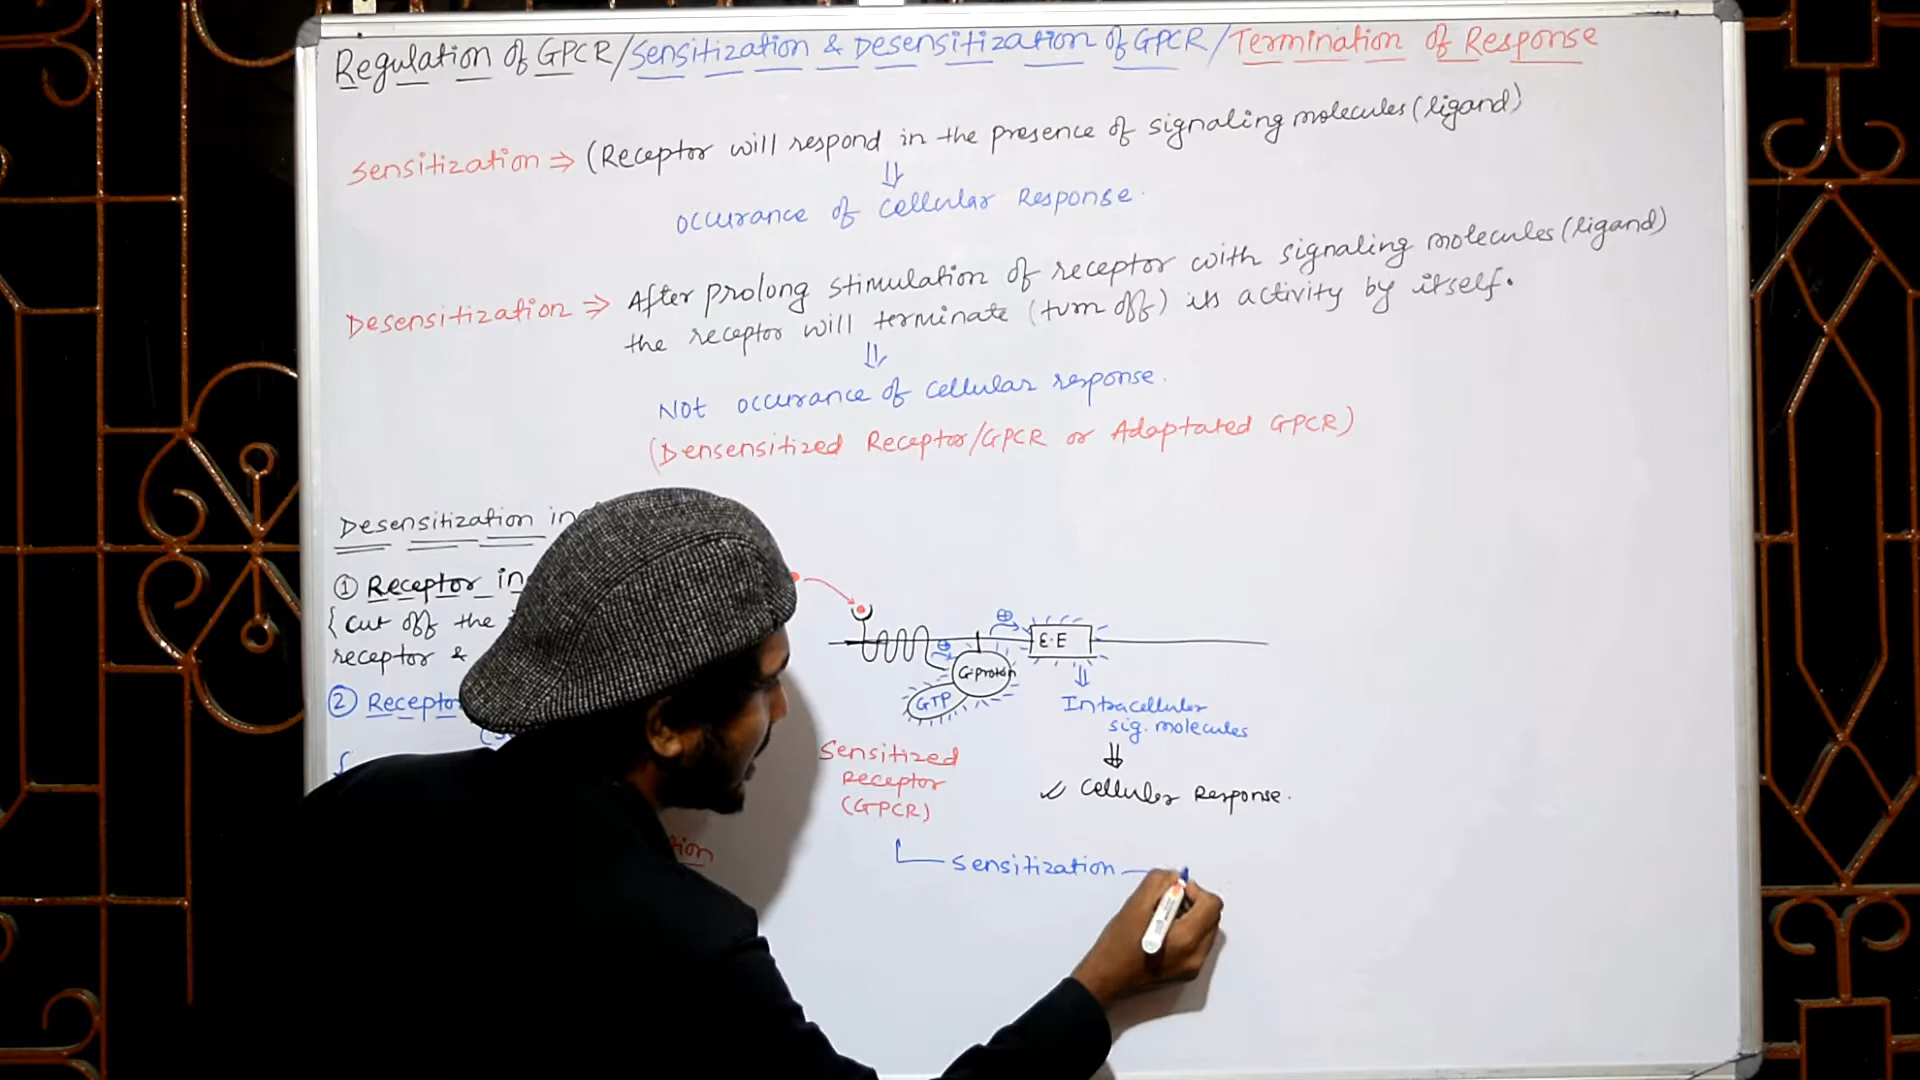 Regulation of GPCR/Sensitization & Desensitization of GPCR/Termination of Response
Sensitization ⇒ (Receptor will respond in the presence of signaling molecules (ligand)
⇓
Occurance of cellular Response.
Desensitization ⇒ After prolong stimulation of receptor with signaling molecules (ligand)
the receptor will terminate (turn off) its activity by itself.
⇓
Not occurance of cellular response.
(Densensitized Receptor/GPCR or Adaptated GPCR)
Desensitization in
① Receptor in
{cut off the
receptor &
② Receptor
⊕
⊕
E.E
G-protein
GTP
⇓
Intracellular
sig. molecules
⇓
✓ Cellular Response.
Sensitized
Receptor
(GPCR)
Sensitization